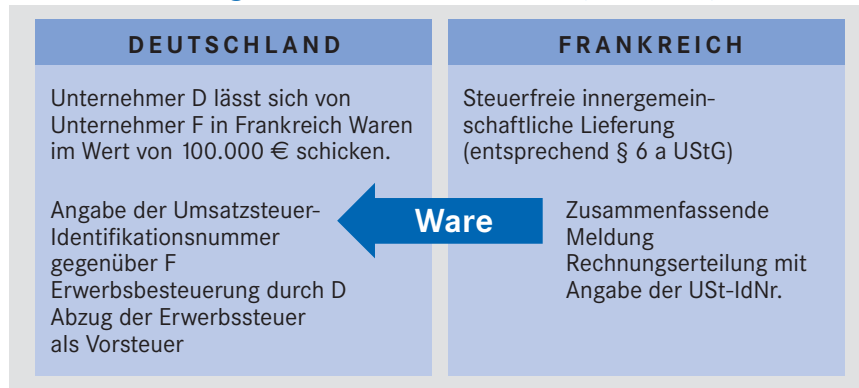 DEUTSCHLAND
Unternehmer D lässt sich von
Unternehmer F in Frankreich Waren
im Wert von 100.000 € schicken.
Angabe der Umsatzsteuer-
Identifikationsnummer
gegenüber F
Erwerbsbesteuerung durch D
Abzug der Erwerbssteuer
als Vorsteuer
Ware
FRANKREICH
Steuerfreie innergemein-
schaftliche Lieferung
(entsprechend § 6 a UStG)
Zusammenfassende
Meldung
Rechnungserteilung mit
Angabe der USt-IdNr.